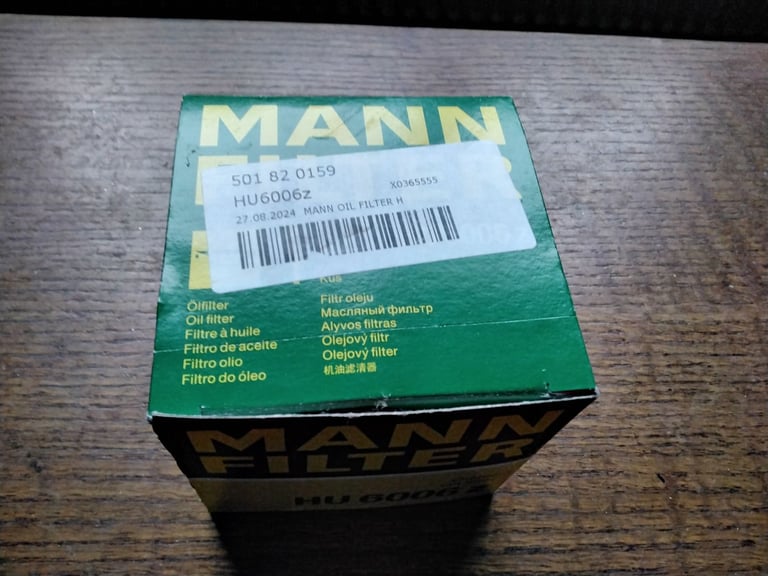 MANN
501 82 0159
HU6006z
X0365555
27.08.2024 MANN OIL FILTER H
Kus
Ölfilter
Oil filter
Filtre à huile
Filtro de aceite
Filtro olio
Filtro do óleo
Filtr oleju
Масляный фильтр
Alyvos filtras
Olejový filtr
Olejový filter
机油滤清器
MANN
FILTER
HU 6006 z